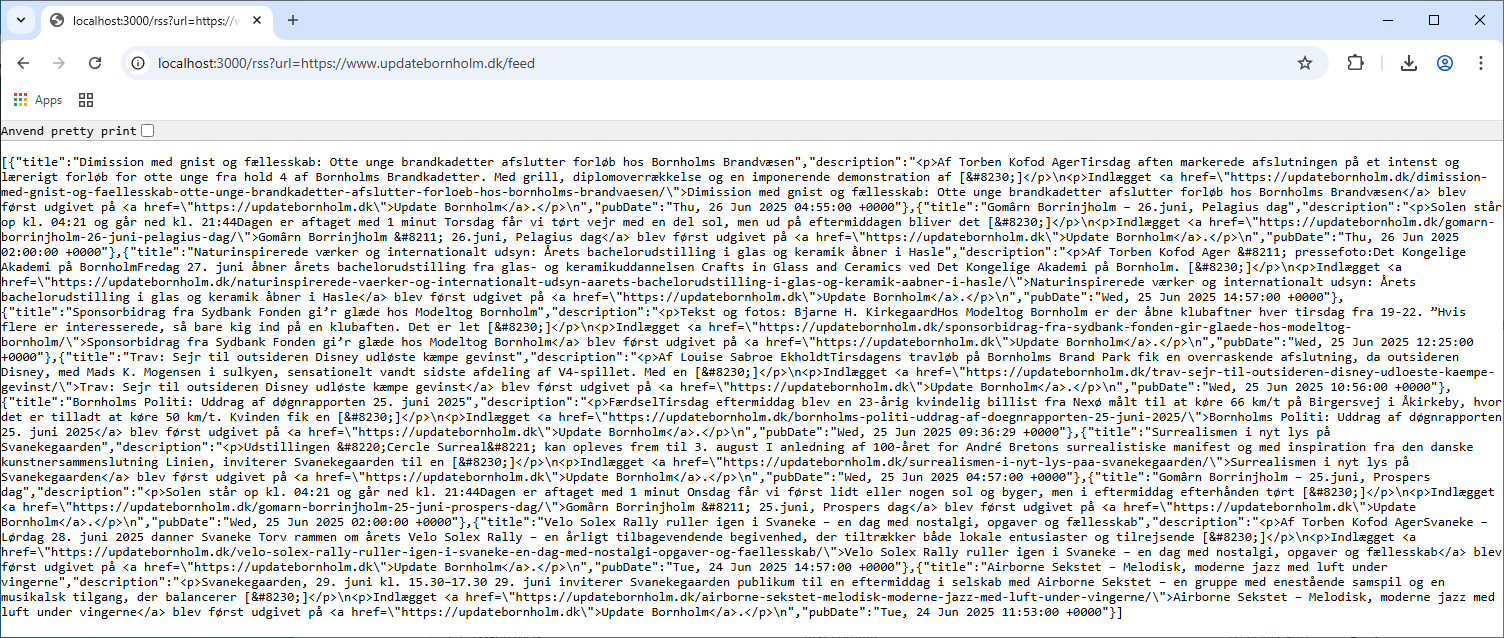 localhost:3000/rss?url=https://w
localhost:3000/rss?url=https://www.updatebornholm.dk/feed
Apps
Anvend pretty print
[{"title":"Dimission med gnist og fællesskab: Otte unge brandkadetter afslutter forløb hos Bornholms Brandvæsen","description":"<p>Af Torben Kofod AgerTirsdag aften markerede afslutningen på et intenst og
lærerigt forløb for otte unge fra hold 4 af Bornholms Brandkadetter. Med grill, diplomoverrækkelse og en imponerende demonstration af [&#8230;]</p>\n<p>Indlægget <a href=\"https://updatebornholm.dk/dimission-
med-gnist-og-faellesskab-otte-unge-brandkadetter-afslutter-forloeb-hos-bornholms-brandvaesen/\">Dimission med gnist og fællesskab: Otte unge brandkadetter afslutter forløb hos Bornholms Brandvæsen</a> blev
først udgivet på <a href=\"https://updatebornholm.dk\">Update Bornholm</a>.</p>\n","pubDate":"Thu, 26 Jun 2025 04:55:00 +0000"},{"title":"Gomârn Borrinjholm – 26.juni, Pelagius dag","description":"<p>Solen står
op kl. 04:21 og går ned kl. 21:44Dagen er aftaget med 1 minut Torsdag får vi tørt vejr med en del sol, men ud på eftermiddagen bliver det [&#8230;]</p>\n<p>Indlægget <a href=\"https://updatebornholm.dk/gomarn-
borrinjholm-26-juni-pelagius-dag/\">Gomârn Borrinjholm &#8211; 26.juni, Pelagius dag</a> blev først udgivet på <a href=\"https://updatebornholm.dk\">Update Bornholm</a>.</p>\n","pubDate":"Thu, 26 Jun 2025
02:00:00 +0000"},{"title":"Naturinspirerede værker og internationalt udsyn: Årets bachelorudstilling i glas og keramik åbner i Hasle","description":"<p>Af Torben Kofod Ager &#8211; pressefoto:Det Kongelige
Akademi på BornholmFredag 27. juni åbner årets bachelorudstilling fra glas- og keramikuddannelsen Crafts in Glass and Ceramics ved Det Kongelige Akademi på Bornholm. [&#8230;]</p>\n<p>Indlægget <a
href=\"https://updatebornholm.dk/naturinspirerede-vaerker-og-internationalt-udsyn-aarets-bachelorudstilling-i-glas-og-keramik-aabner-i-hasle/\">Naturinspirerede værker og internationalt udsyn: Årets
bachelorudstilling i glas og keramik åbner i Hasle</a> blev først udgivet på <a href=\"https://updatebornholm.dk\">Update Bornholm</a>.</p>\n","pubDate":"Wed, 25 Jun 2025 14:57:00 +0000"},
{"title":"Sponsorbidrag fra Sydbank Fonden gi’r glæde hos Modeltog Bornholm","description":"<p>Tekst og fotos: Bjarne H. KirkegaardHos Modeltog Bornholm er der åbne klubaftner hver tirsdag fra 19-22. ”Hvis
flere er interesserede, så bare kig ind på en klubaften. Det er let [&#8230;]</p>\n<p>Indlægget <a href=\"https://updatebornholm.dk/sponsorbidrag-fra-sydbank-fonden-gir-glaede-hos-modeltog-
bornholm/\">Sponsorbidrag fra Sydbank Fonden gi’r glæde hos Modeltog Bornholm</a> blev først udgivet på <a href=\"https://updatebornholm.dk\">Update Bornholm</a>.</p>\n","pubDate":"Wed, 25 Jun 2025 12:25:00
+0000"},{"title":"Trav: Sejr til outsideren Disney udløste kæmpe gevinst","description":"<p>Af Louise Sabroe EkholdtTirsdagens travløb på Bornholms Brand Park fik en overraskende afslutning, da outsideren
Disney, med Mads K. Mogensen i sulkyen, sensationelt vandt sidste afdeling af V4-spillet. Med en [&#8230;]</p>\n<p>Indlægget <a href=\"https://updatebornholm.dk/trav-sejr-til-outsideren-disney-udloeste-kaempe-
gevinst/\">Trav: Sejr til outsideren Disney udløste kæmpe gevinst</a> blev først udgivet på <a href=\"https://updatebornholm.dk\">Update Bornholm</a>.</p>\n","pubDate":"Wed, 25 Jun 2025 10:56:00 +0000"},
{"title":"Bornholms Politi: Uddrag af døgnrapporten 25. juni 2025","description":"<p>FærdselTirsdag eftermiddag blev en 23-årig kvindelig billist fra Nexø målt til at køre 66 km/t på Birgersvej i Åkirkeby, hvor
det er tilladt at køre 50 km/t. Kvinden fik en [&#8230;]</p>\n<p>Indlægget <a href=\"https://updatebornholm.dk/bornholms-politi-uddrag-af-doegnrapporten-25-juni-2025/\">Bornholms Politi: Uddrag af døgnrapporten
25. juni 2025</a> blev først udgivet på <a href=\"https://updatebornholm.dk\">Update Bornholm</a>.</p>\n","pubDate":"Wed, 25 Jun 2025 09:36:29 +0000"},{"title":"Surrealismen i nyt lys på
Svanekegaarden","description":"<p>Udstillingen &#8220;Cercle Surreal&#8221; kan opleves frem til 3. august I anledning af 100-året for André Bretons surrealistiske manifest og med inspiration fra den danske
kunstnersammenslutning Linien, inviterer Svanekegaarden til en [&#8230;]</p>\n<p>Indlægget <a href=\"https://updatebornholm.dk/surrealismen-i-nyt-lys-paa-svanekegaarden/\">Surrealismen i nyt lys på
Svanekegaarden</a> blev først udgivet på <a href=\"https://updatebornholm.dk\">Update Bornholm</a>.</p>\n","pubDate":"Wed, 25 Jun 2025 04:57:00 +0000"},{"title":"Gomârn Borrinjholm – 25.juni, Prospers
dag","description":"<p>Solen står op kl. 04:21 og går ned kl. 21:44Dagen er aftaget med 1 minut Onsdag får vi først lidt eller nogen sol og byger, men i eftermiddag efterhånden tørt [&#8230;]</p>\n<p>Indlægget
<a href=\"https://updatebornholm.dk/gomarn-borrinjholm-25-juni-prospers-dag/\">Gomârn Borrinjholm &#8211; 25.juni, Prospers dag</a> blev først udgivet på <a href=\"https://updatebornholm.dk\">Update
Bornholm</a>.</p>\n","pubDate":"Wed, 25 Jun 2025 02:00:00 +0000"},{"title":"Velo Solex Rally ruller igen i Svaneke – en dag med nostalgi, opgaver og fællesskab","description":"<p>Af Torben Kofod AgerSvaneke –
Lørdag 28. juni 2025 danner Svaneke Torv rammen om årets Velo Solex Rally – en årligt tilbagevendende begivenhed, der tiltrækker både lokale entusiaster og tilrejsende [&#8230;]</p>\n<p>Indlægget <a
href=\"https://updatebornholm.dk/velo-solex-rally-ruller-igen-i-svaneke-en-dag-med-nostalgi-opgaver-og-faellesskab/\">Velo Solex Rally ruller igen i Svaneke – en dag med nostalgi, opgaver og fællesskab</a> blev
først udgivet på <a href=\"https://updatebornholm.dk\">Update Bornholm</a>.</p>\n","pubDate":"Tue, 24 Jun 2025 14:57:00 +0000"},{"title":"Airborne Sekstet – Melodisk, moderne jazz med luft under
vingerne","description":"<p>Svanekegaarden, 29. juni kl. 15.30–17.30 29. juni inviterer Svanekegaarden publikum til en eftermiddag i selskab med Airborne Sekstet – en gruppe med enestående samspil og en
musikalsk tilgang, der balancerer [&#8230;]</p>\n<p>Indlægget <a href=\"https://updatebornholm.dk/airborne-sekstet-melodisk-moderne-jazz-med-luft-under-vingerne/\">Airborne Sekstet – Melodisk, moderne jazz med
luft under vingerne</a> blev først udgivet på <a href=\"https://updatebornholm.dk\">Update Bornholm</a>.</p>\n","pubDate":"Tue, 24 Jun 2025 11:53:00 +0000"}]